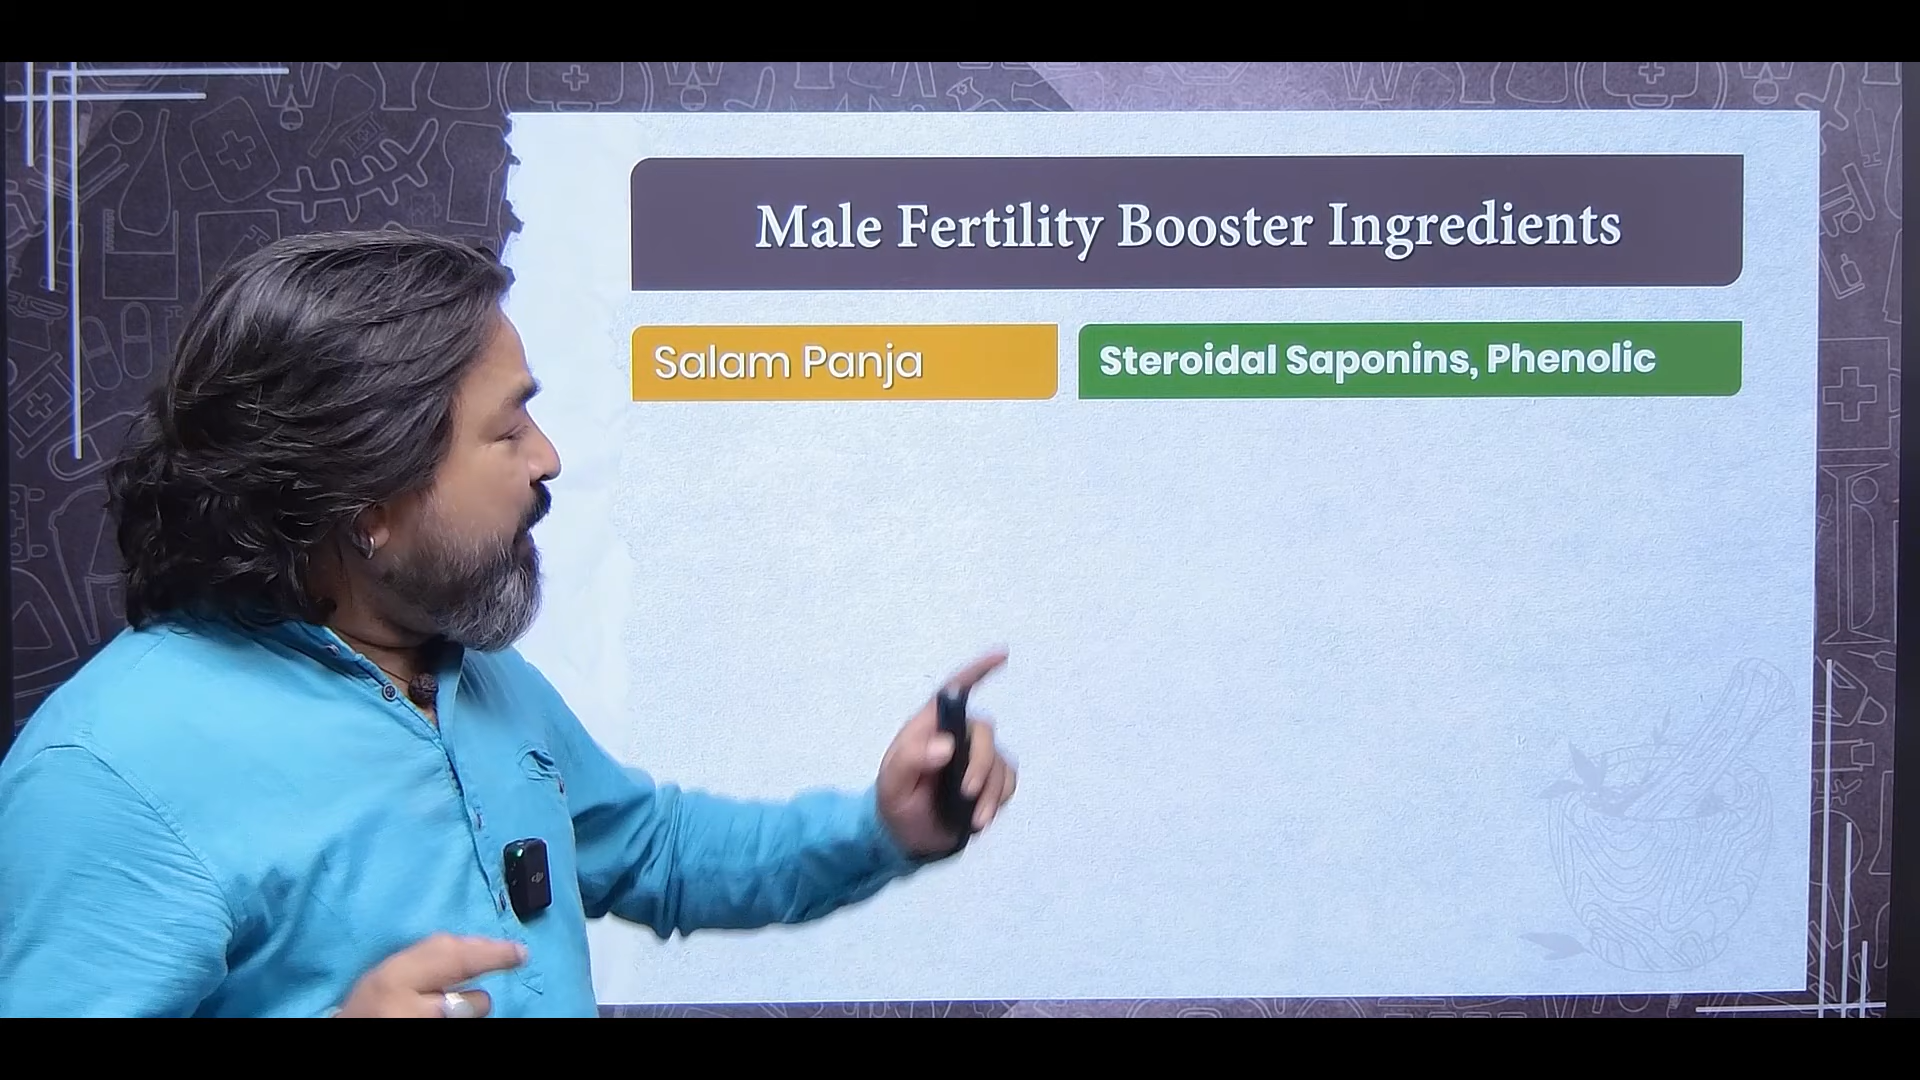 Male Fertility Booster Ingredients
Salam Panja
Steroidal Saponins, Phenolic